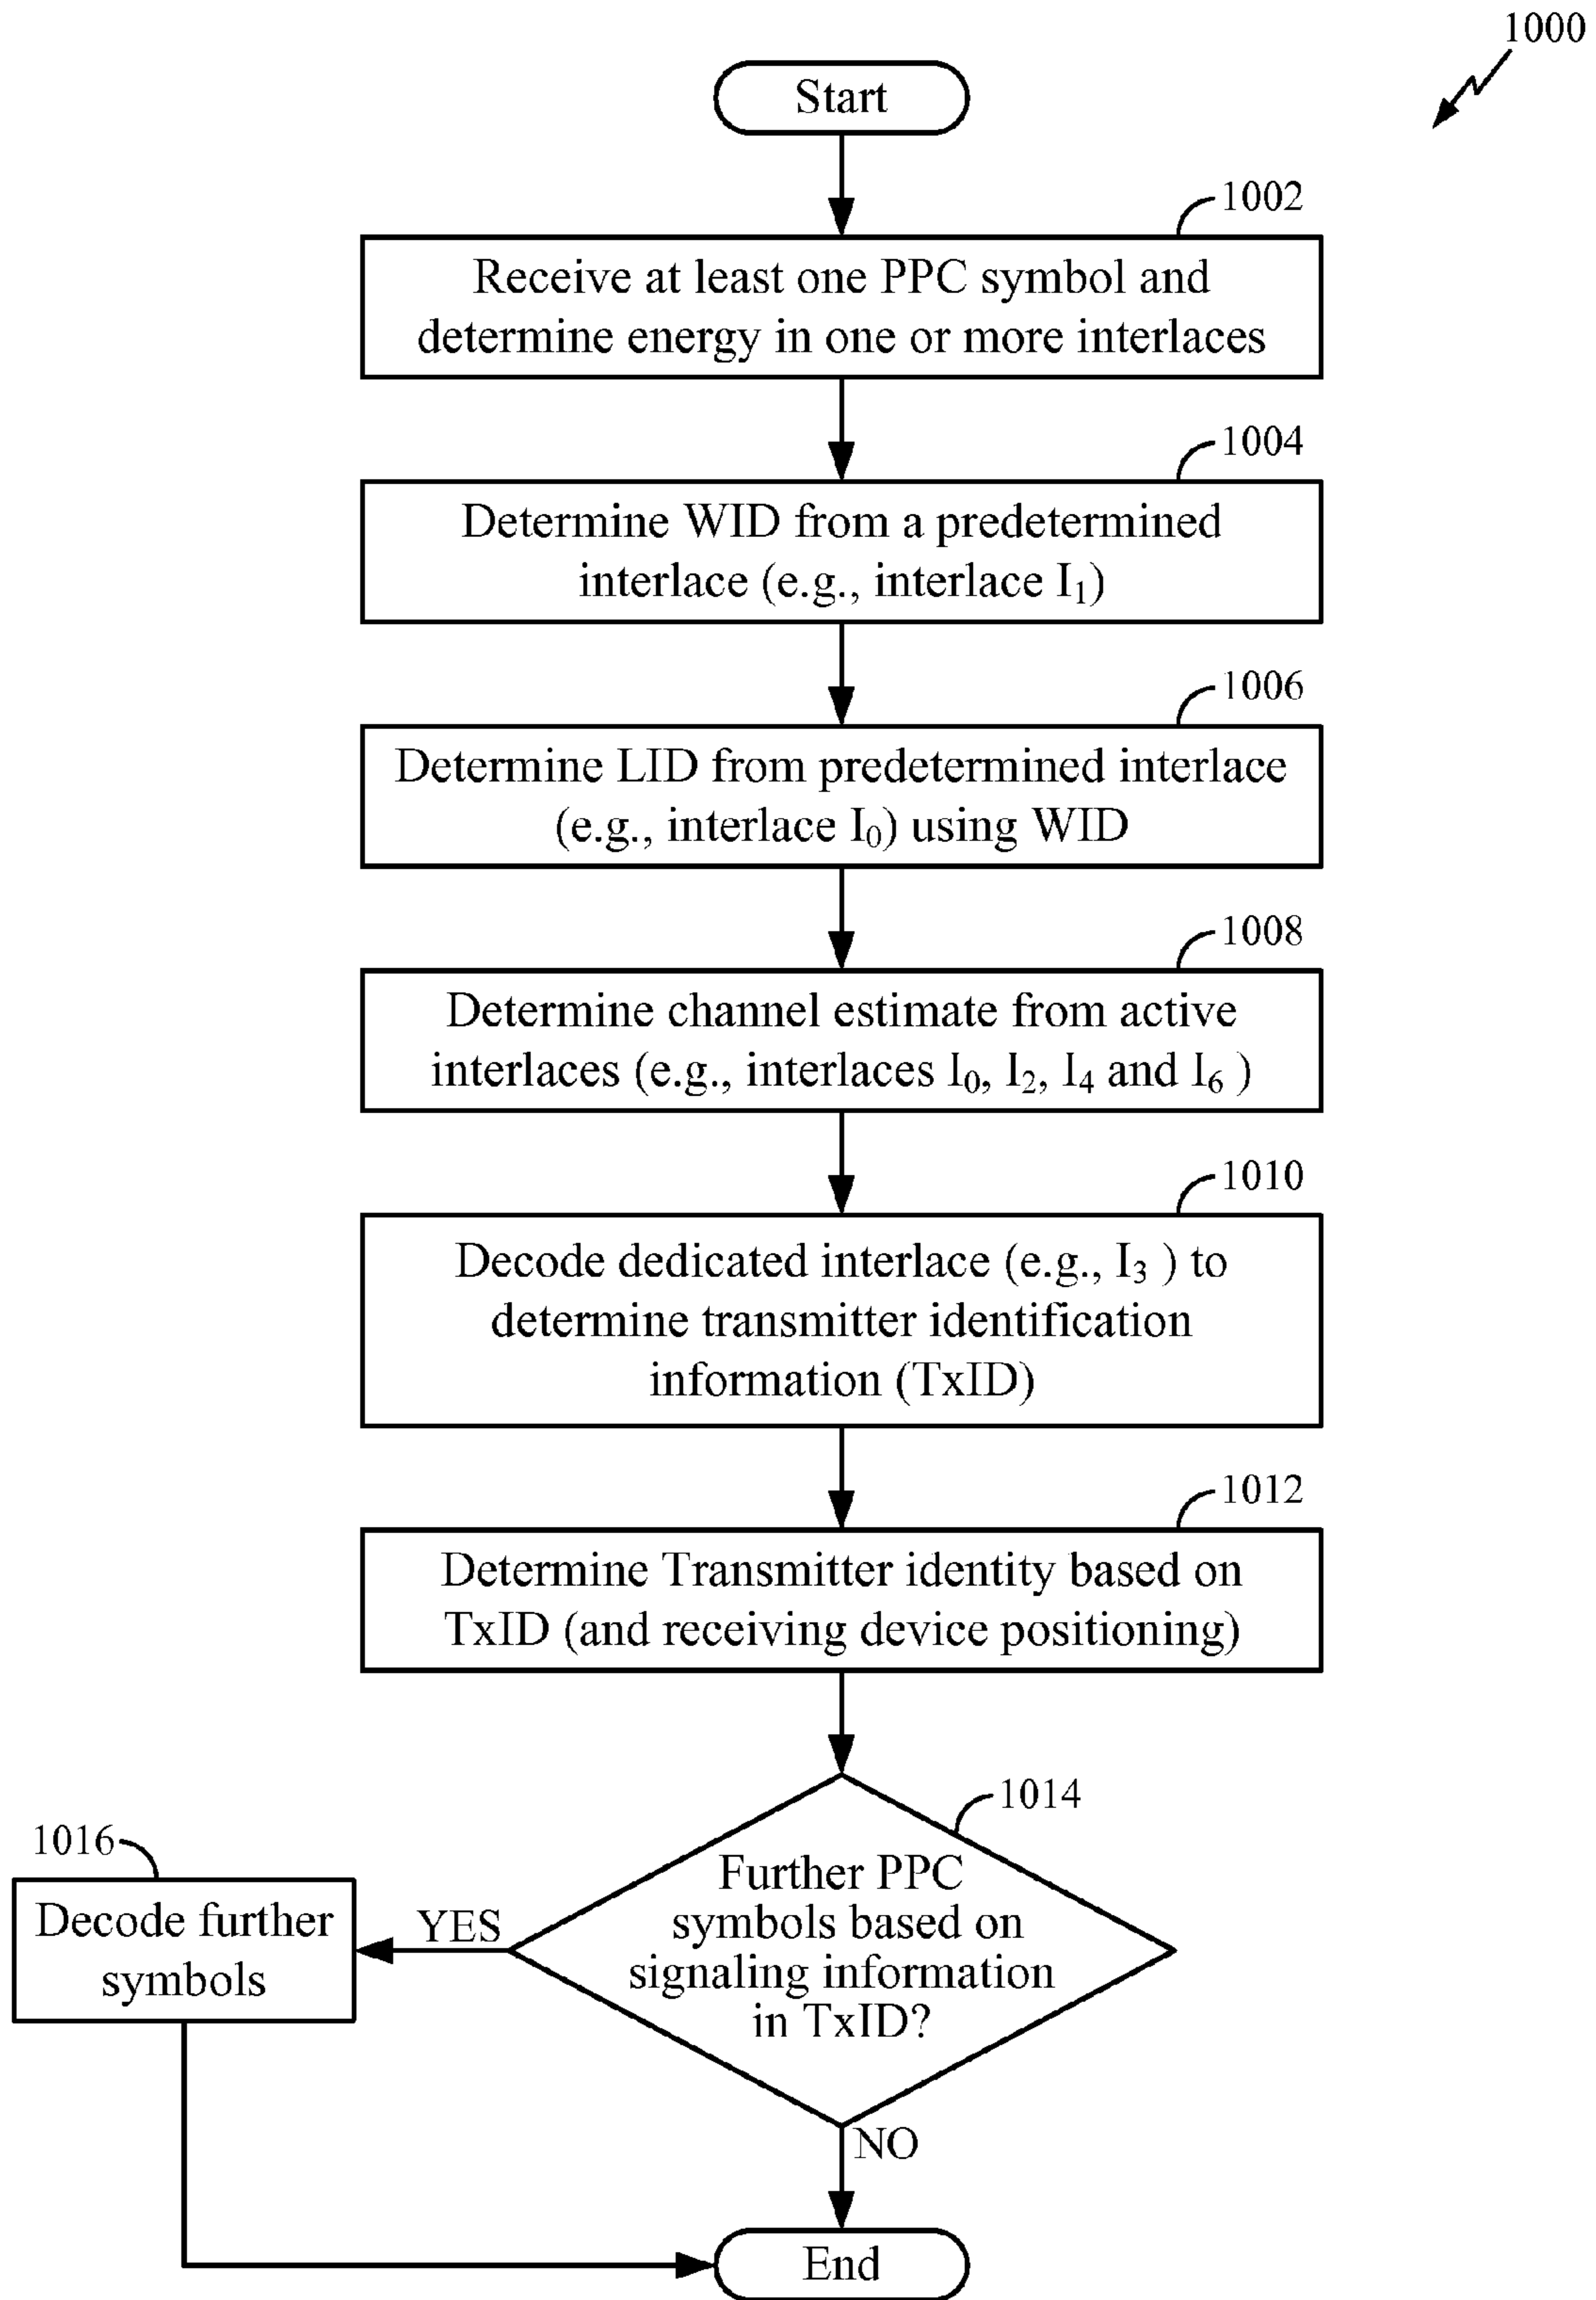 1000
Start
1002
Receive at least one PPC symbol and
determine energy in one or more interlaces
1004
Determine WID from a predetermined
interlace (e.g., interlace I₁)
1006
Determine LID from predetermined interlace
(e.g., interlace I₀) using WID
1008
Determine channel estimate from active
interlaces (e.g., interlaces I₀, I₂, I₄ and I₆ )
1010
Decode dedicated interlace (e.g., I₃ ) to
determine transmitter identification
information (TxID)
1012
Determine Transmitter identity based on
TxID (and receiving device positioning)
1014
Further PPC
symbols based on
signaling information
in TxID?
YES
1016
Decode further
symbols
NO
End